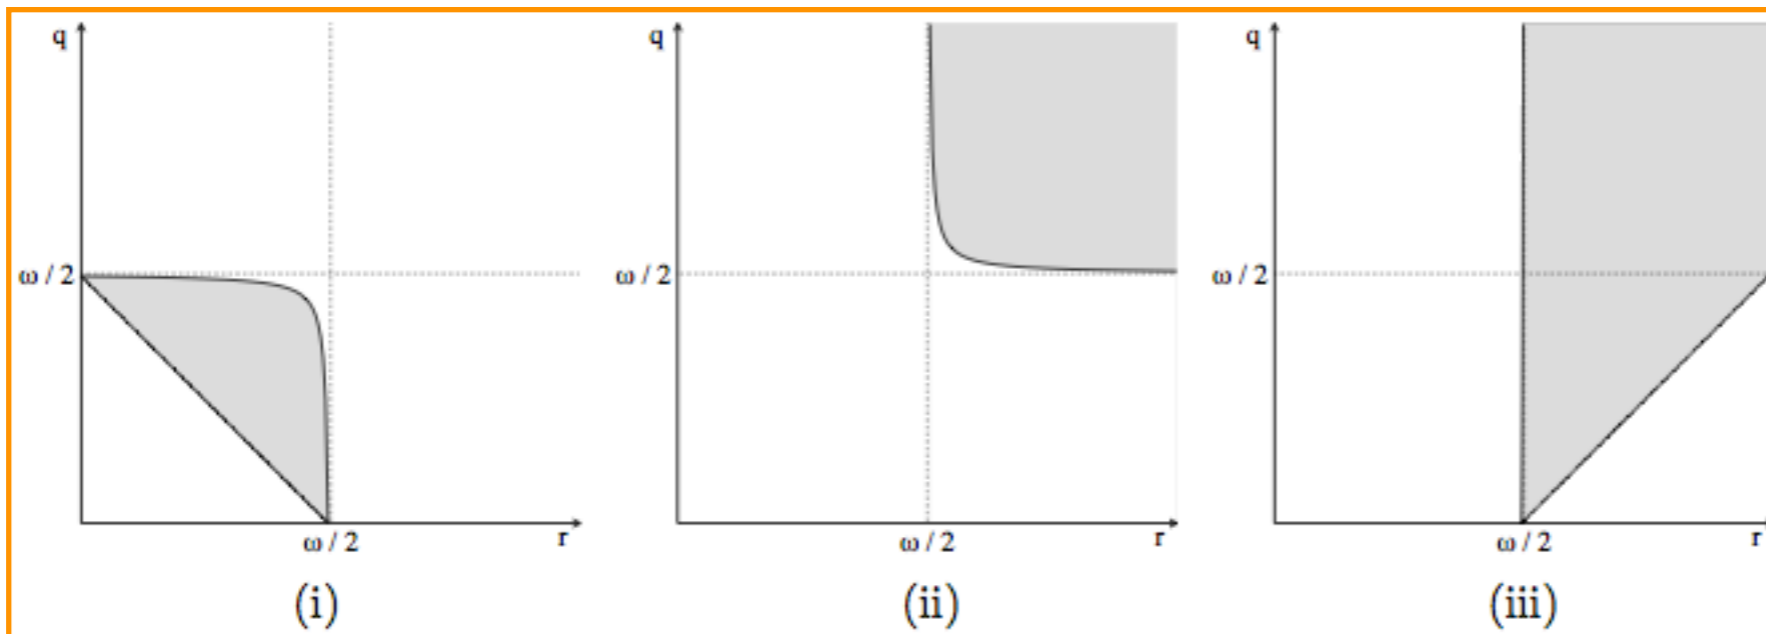 q q q
ω / 2 ω / 2 ω / 2
ω / 2 r ω / 2 r ω / 2 r
(i) (ii) (iii)